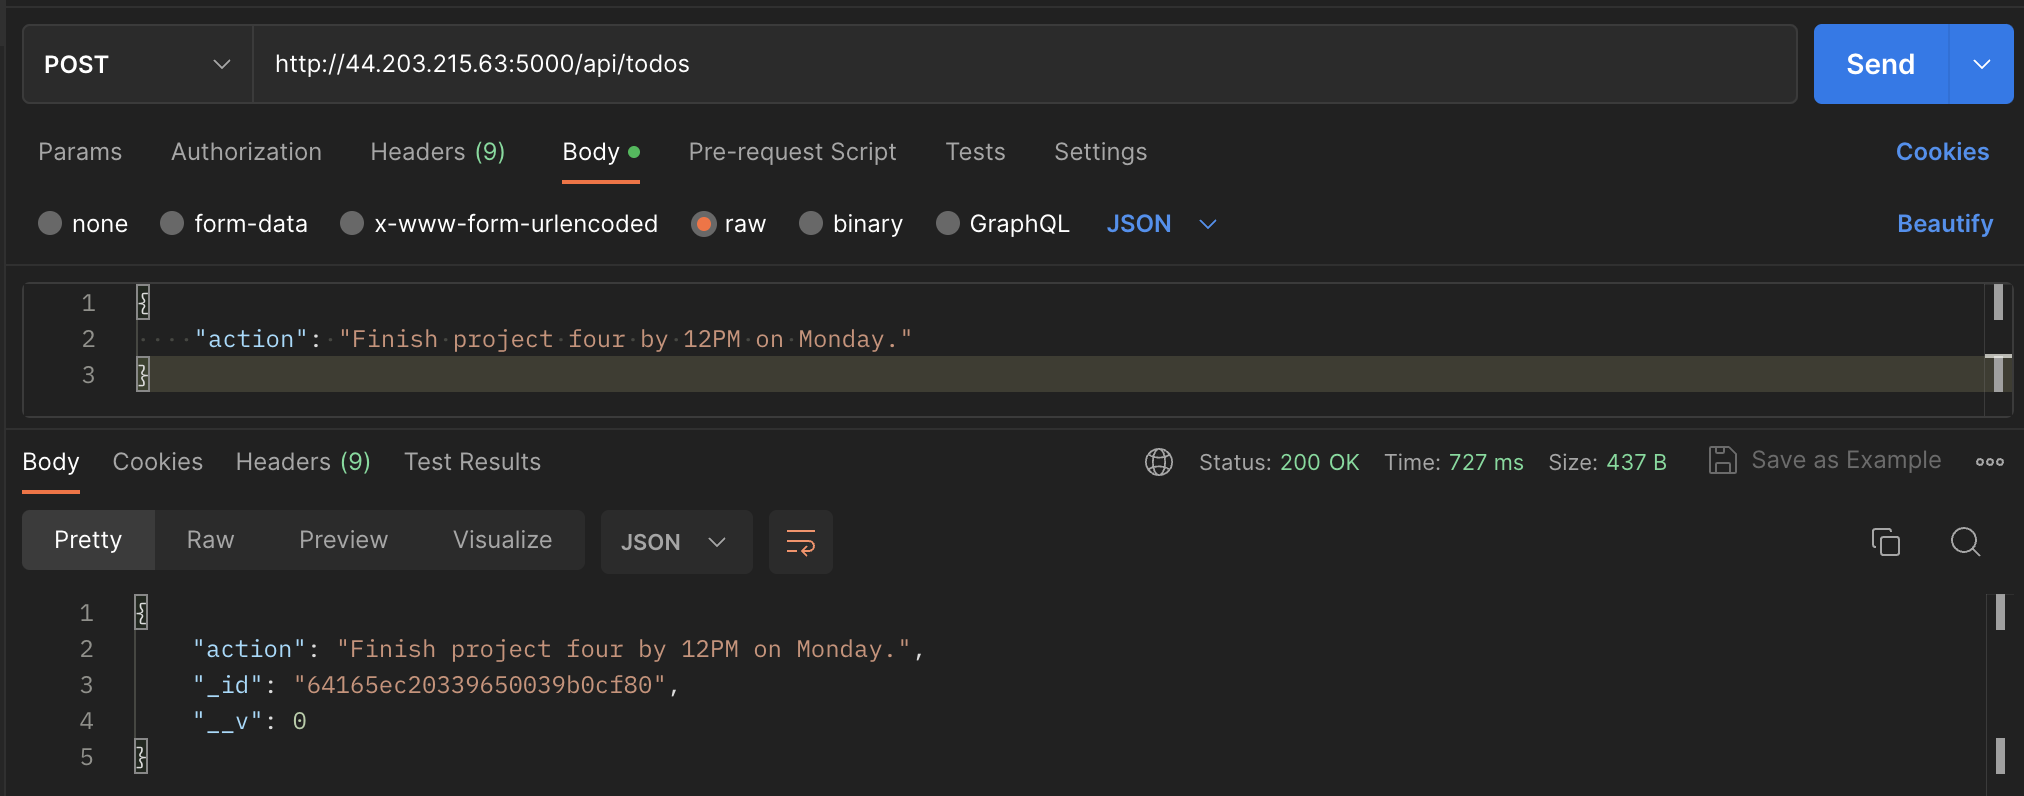 POST http://44.203.215.63:5000/api/todos Send
Params Authorization Headers (9) Body Pre-request Script Tests Settings Cookies
none form-data x-www-form-urlencoded raw binary GraphQL JSON Beautify
1 {
2 "action": "Finish project four by 12PM on Monday."
3 }
Body Cookies Headers (9) Test Results Status: 200 OK Time: 727 ms Size: 437 B Save as Example
Pretty Raw Preview Visualize JSON
1 {
2 "action": "Finish project four by 12PM on Monday.",
3 "_id": "64165ec20339650039b0cf80",
4 "__v": 0
5 }